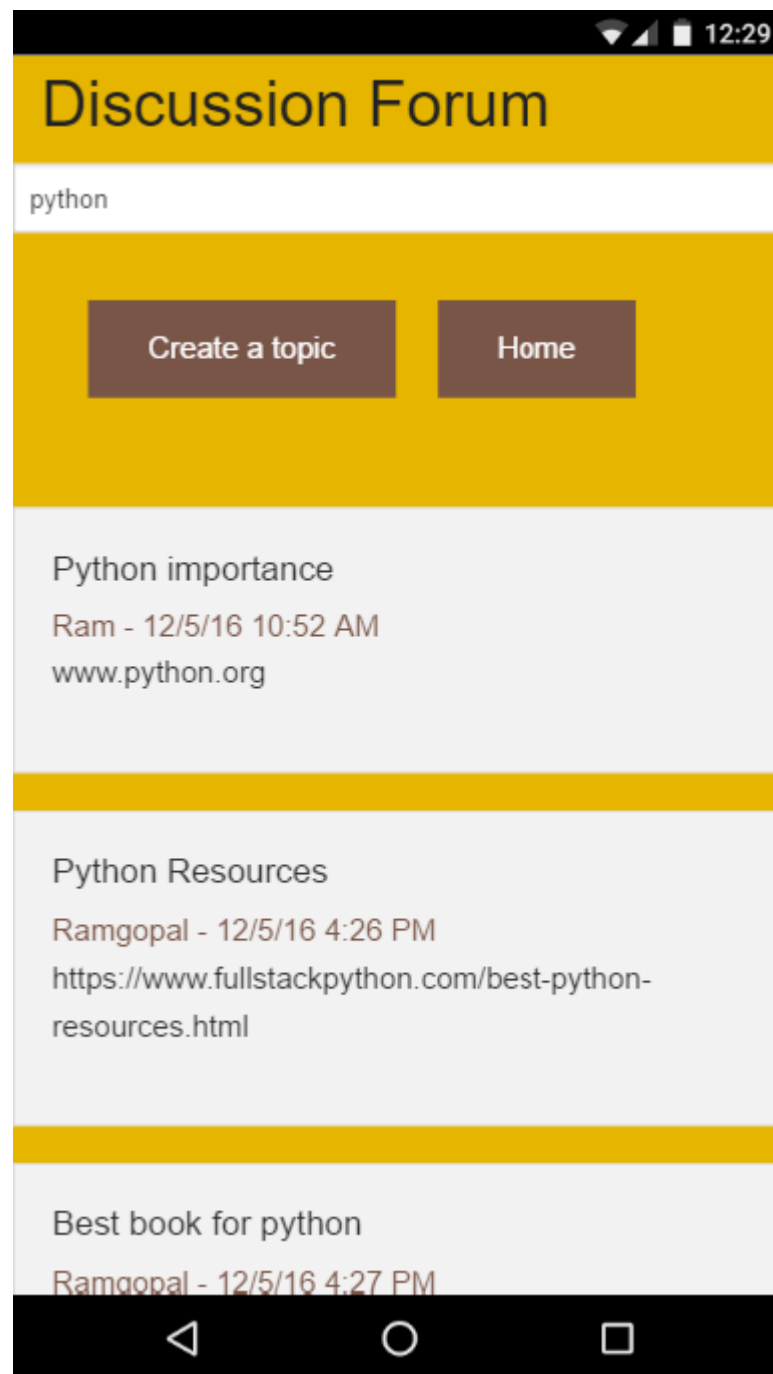 12:29
Discussion Forum
python
Create a topic Home
Python importance
Ram - 12/5/16 10:52 AM
www.python.org
Python Resources
Ramgopal - 12/5/16 4:26 PM
https://www.fullstackpython.com/best-python-
resources.html
Best book for python
Ramgopal - 12/5/16 4:27 PM